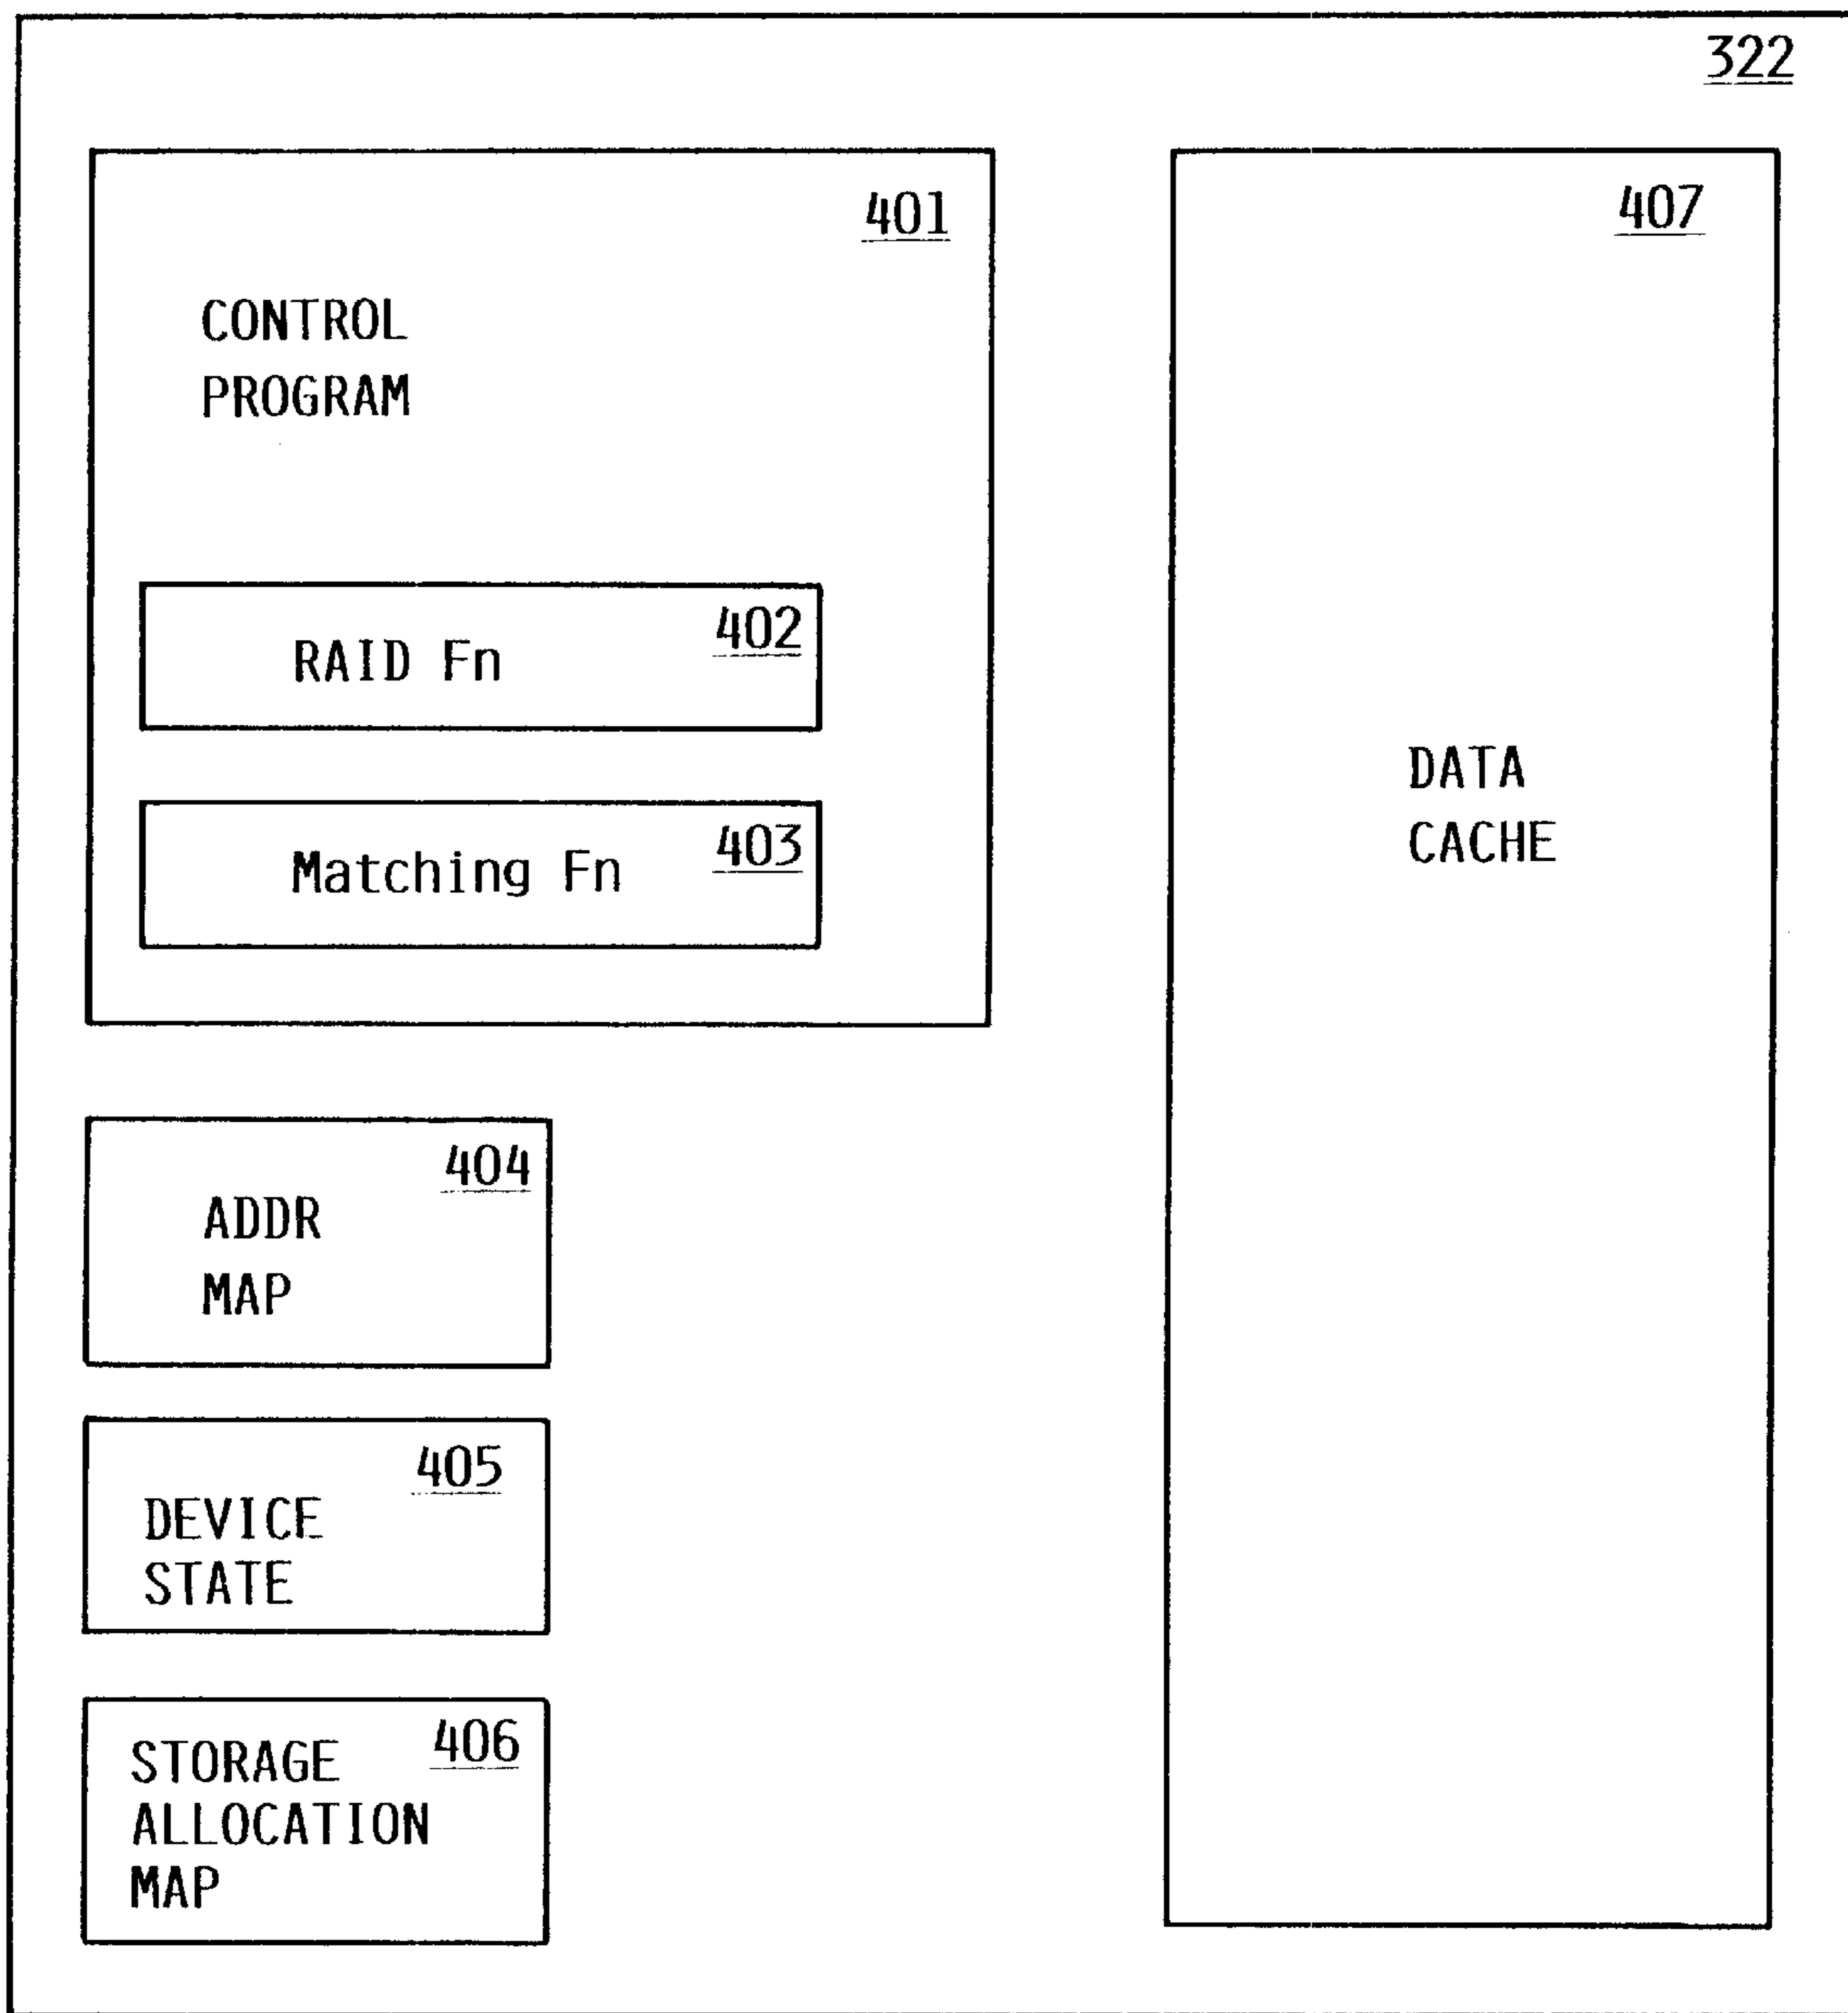 322
401
CONTROL
PROGRAM
402
RAID Fn
403
Matching Fn
404
ADDR
MAP
405
DEVICE
STATE
406
STORAGE
ALLOCATION
MAP
407
DATA
CACHE